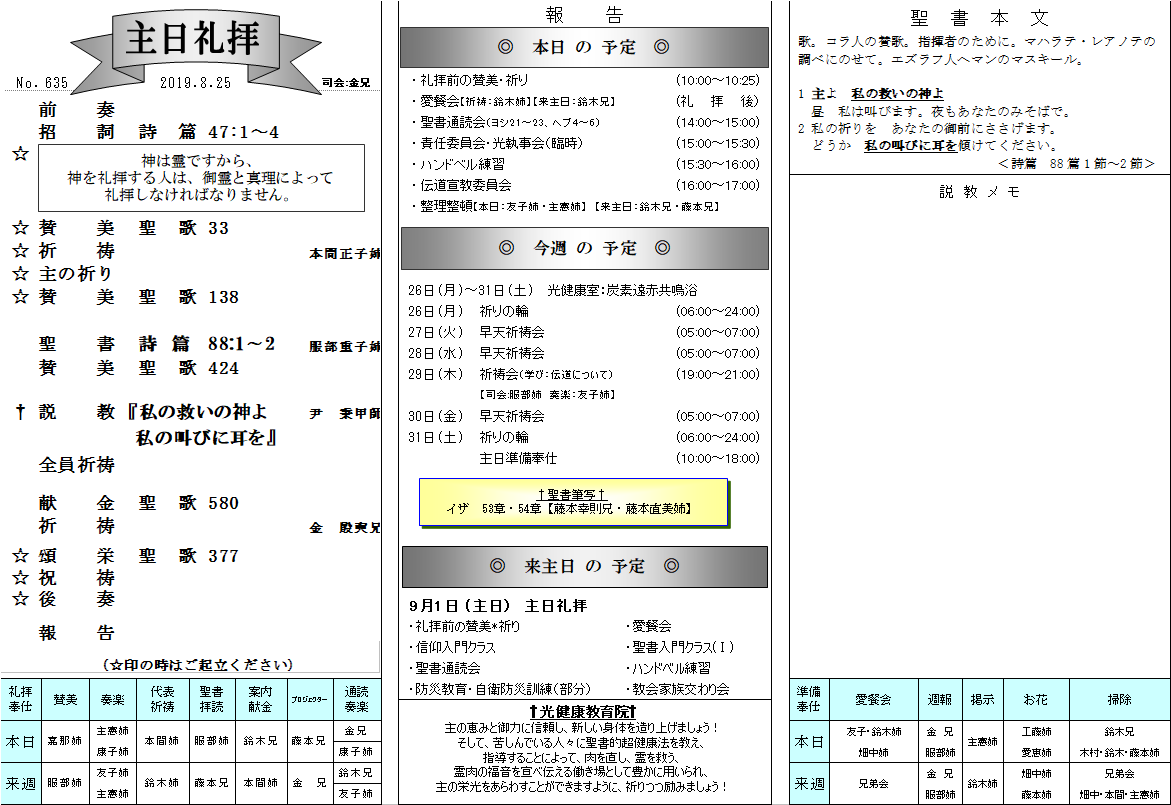 主日礼拝
No. 635
2019.8.25
司会:金兄
前　奏
招　詞 詩　篇 47:1～4
☆
神は霊ですから、
神を礼拝する人は、御霊と真理によって
礼拝しなければなりません。
☆ 賛　美 聖　歌 33
☆ 祈　祷 本間正子姉
☆ 主の祈り
☆ 賛　美 聖　歌 138
聖　書 詩　篇 88:1～2 服部重子姉
賛　美 聖　歌 424
† 説　教 『私の救いの神よ 尹　秉甲師
私の叫びに耳を』
全員祈祷
献　金 聖　歌 580
祈　祷 金　殷奭兄
☆ 頌　栄 聖　歌 377
☆ 祝　祷
☆ 後　奏
報　告
(☆印の時はご起立ください)
礼拝奉仕 賛美 奏楽 代表祈祷 聖書拝読 案内献金 プロジェクター 通読奏楽
本日 嘉那姉 主憲姉 康子姉 本間姉 服部姉 鈴木兄 藤本兄 金兄 康子姉
来週 服部姉 友子姉 主憲姉 鈴木姉 藤本兄 本間姉 金　兄 鈴木兄 友子姉
報　告
◎　本日 の 予定　◎
・礼拝前の賛美・祈り (10:00～10:25)
・愛餐会【祈祷:鈴木姉】【来主日:鈴木兄】 (礼　拝　後)
・聖書通読会(ヨシ21～23、ヘブ4～6) (14:00～15:00)
・責任委員会・光執事会(臨時) (15:00～15:30)
・ハンドベル練習 (15:30～16:00)
・伝道宣教委員会 (16:00～17:00)
・整理整頓【本日:友子姉・主憲姉】【来主日:鈴木兄・藤本兄】
◎　今週 の 予定　◎
26日(月)～31日(土)　光健康室:炭素遠赤共鳴浴
26日(月)　祈りの輪 (06:00～24:00)
27日(火)　早天祈祷会 (05:00～07:00)
28日(水)　早天祈祷会 (05:00～07:00)
29日(木)　祈祷会(学び:伝道について) (19:00～21:00)
【司会:服部姉　奏楽:友子姉】
30日(金)　早天祈祷会 (05:00～07:00)
31日(土)　祈りの輪 (06:00～24:00)
主日準備奉仕 (10:00～18:00)
†聖書筆写†
イザ　53章・54章【藤本幸則兄・藤本直美姉】
◎　来主日 の 予定　◎
9月1日(主日)　主日礼拝
・礼拝前の賛美*祈り ・愛餐会
・信仰入門クラス ・聖書入門クラス(Ⅰ)
・聖書通読会 ・ハンドベル練習
・防災教育・自衛防災訓練(部分) ・教会家族交わり会
†光健康教育院†
主の恵みと御力に信頼し、新しい身体を造り上げましょう!
そして、苦しんでいる人々に聖書的超健康法を教え、
指導することによって、肉を直し、霊を救う、
霊肉の福音を宣べ伝える働き場として豊かに用いられ、
主の栄光をあらわすことができますように、祈りつつ励みましょう!
聖 書 本 文
歌。コラ人の賛歌。指揮者のために。マハラテ・レアノテの
調べにのせて。エズラフ人ヘマンのマスキール。
1 主よ　私の救いの神よ
昼　私は叫びます。夜もあなたのみそばで。
2 私の祈りを　あなたの御前にささげます。
どうか　私の叫びに耳を傾けてください。
＜詩篇　88篇1節～2節＞
説 教 メ モ
準備奉仕 愛餐会 週報 掲示 お花 掃除
本日 友子・鈴木姉 畑中姉 金　兄 服部姉 主憲姉 工藤姉 愛恵姉 鈴木兄 木村・鈴木・藤本姉
来週 兄弟会 金　兄 服部姉 鈴木姉 畑中姉 藤本姉 兄弟会 畑中・本間・主憲姉